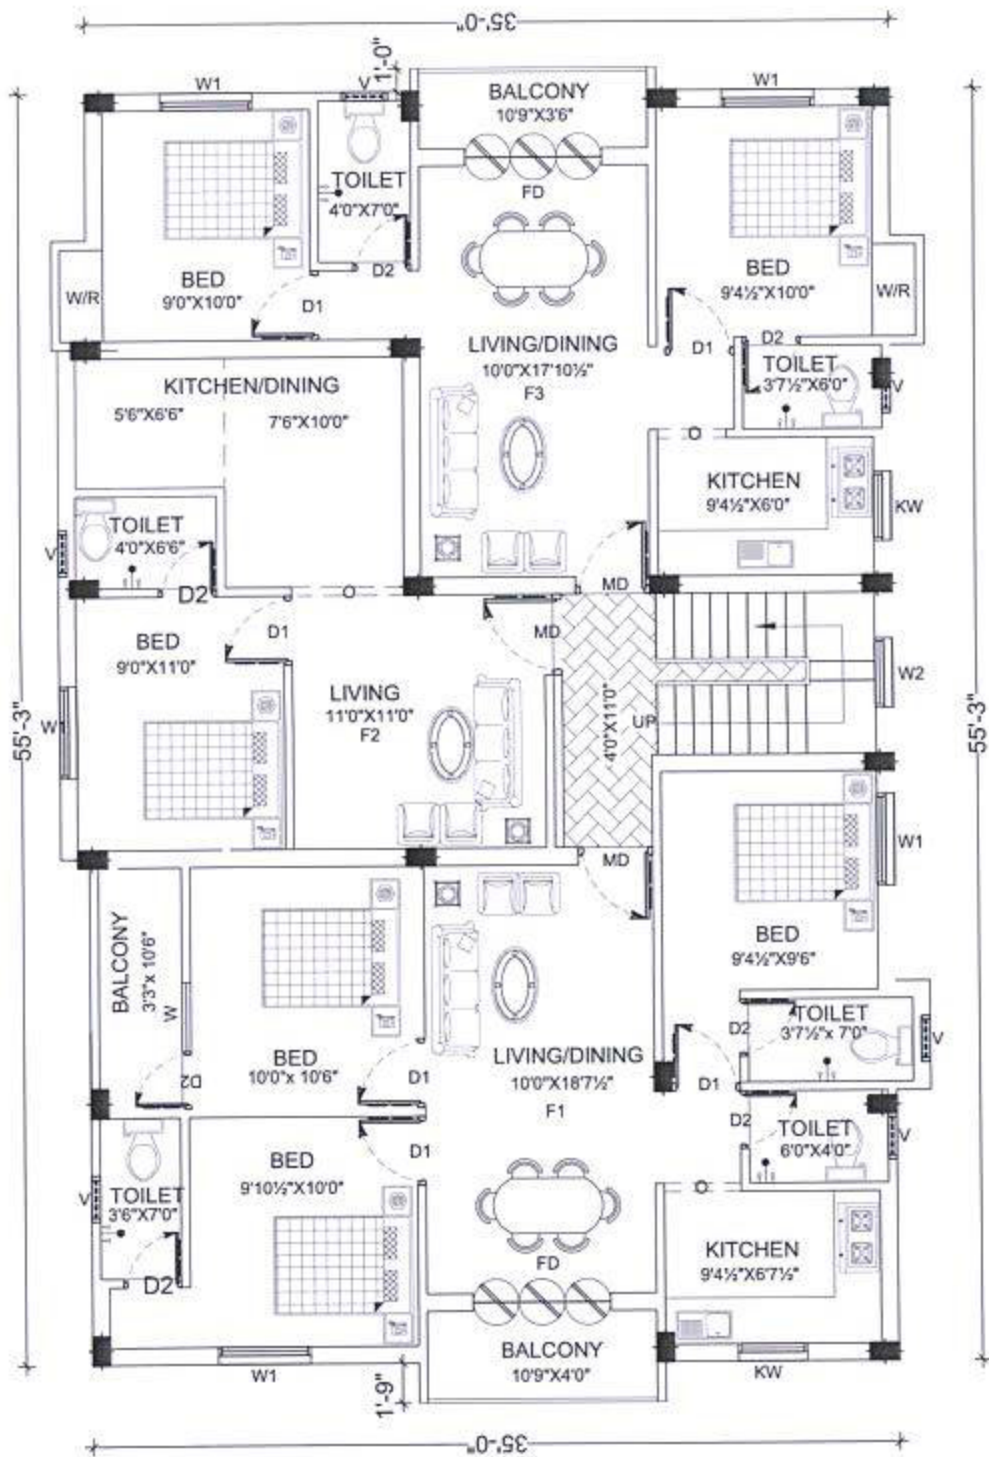 35'-0"
1'-0"
W1
V
BALCONY
10'9"X3'6"
W1
TOILET
4'0"X7'0"
FD
BED
9'0"X10'0"
D2
BED
9'4½"X10'0"
W/R
W/R
D1
LIVING/DINING
10'0"X17'10½"
F3
D1
D2
TOILET
3'7½"X6'0"
V
KITCHEN/DINING
5'6"X6'6"
7'6"X10'0"
O
KITCHEN
9'4½"X6'0"
KW
TOILET
4'0"X6'6"
V
D2
O
MD
D1
MD
BED
9'0"X11'0"
LIVING
11'0"X11'0"
F2
4'0"X11'0"
UP
W2
W
55'-3"
55'-3"
W1
MD
BALCONY
3'3"x 10'6"
W
BED
9'4½"X9'6"
D2
TOILET
3'7½"x 7'0"
V
BED
10'0"x 10'6"
D2
D1
LIVING/DINING
10'0"X18'7½"
F1
D1
D2
TOILET
6'0"X4'0"
V
D1
BED
9'10½"X10'0"
TOILET
3'6"X7'0"
V
D2
O
KITCHEN
9'4½"X6'7½"
FD
BALCONY
10'9"X4'0"
W1
1'-9"
KW
35'-0"